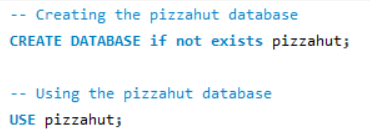 -- Creating the pizzahut database
CREATE DATABASE if not exists pizzahut;
-- Using the pizzahut database
USE pizzahut;